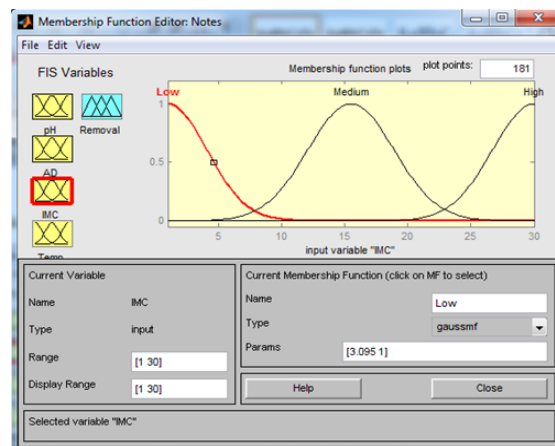 Membership Function Editor: Notes
File Edit View
FIS Variables
pH
Removal
AD
IMC
Temp
Membership function plots
plot points:
181
Low
Medium
High
1
0.5
0
5
10
15
20
25
30
input variable "IMC"
Current Variable
Name
IMC
Type
input
Range
[1 30]
Display Range
[1 30]
Current Membership Function (click on MF to select)
Name
Low
Type
gaussmf
Params
[3.095 1]
Help
Close
Selected variable "IMC"